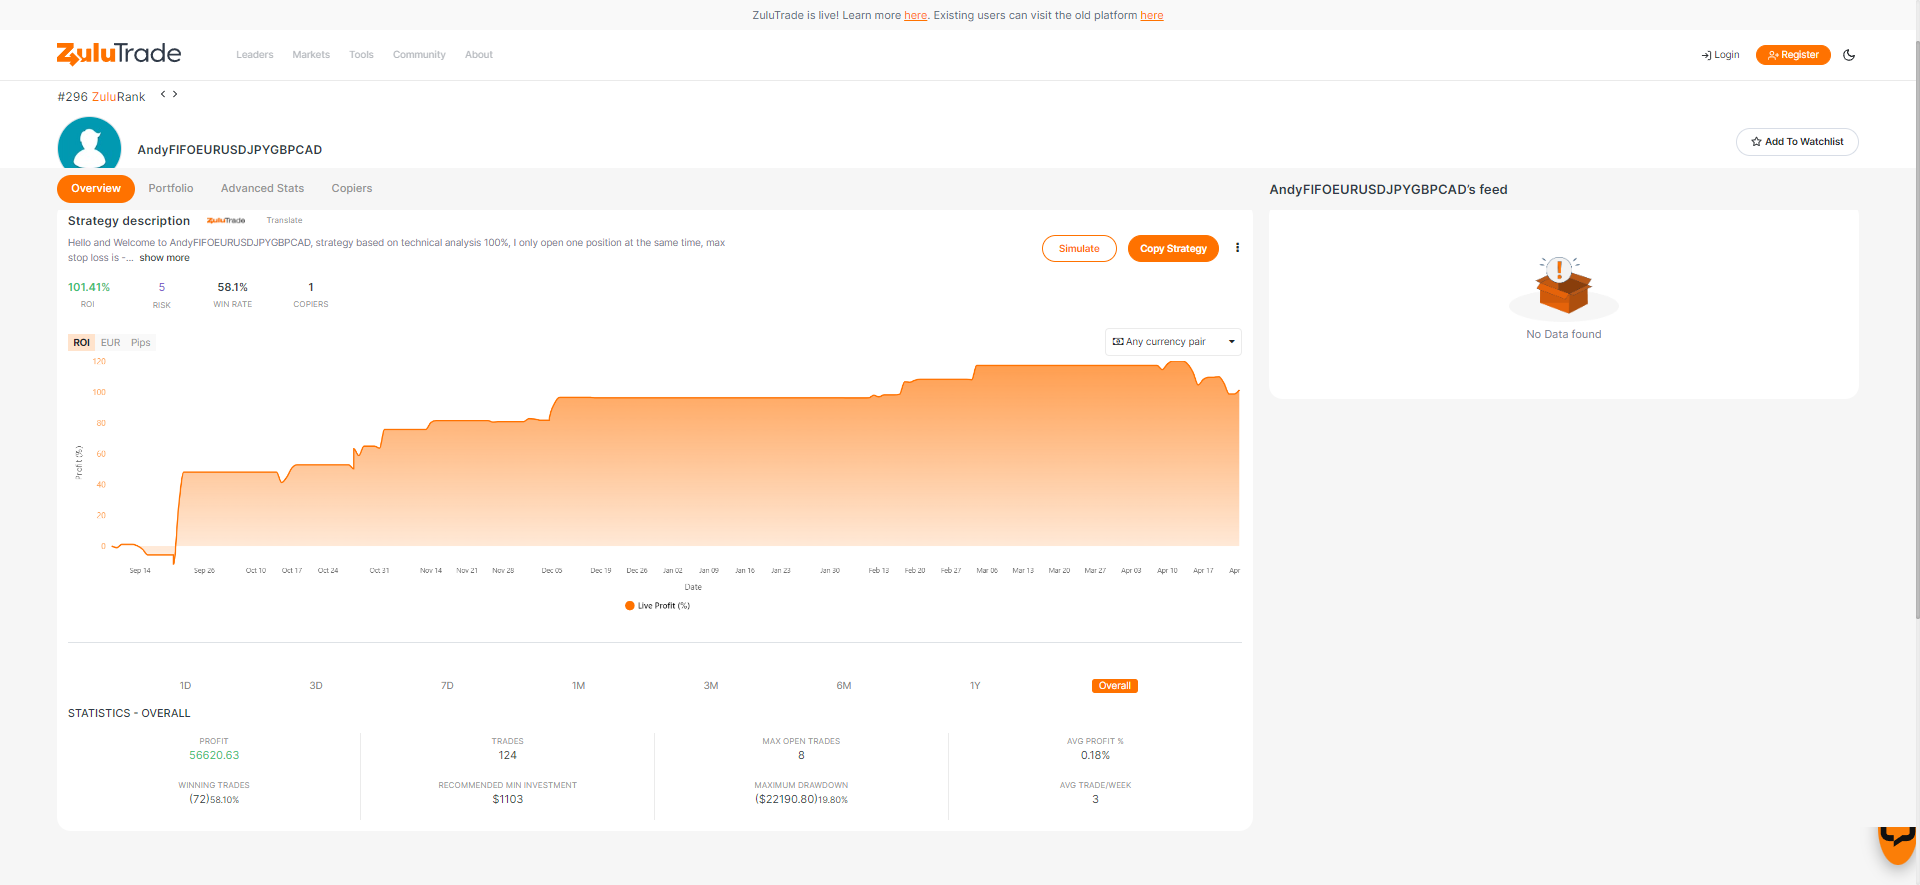 ZuluTrade is live! Learn more here. Existing users can visit the old platform here
ZuluTrade
Leaders Markets Tools Community About
Login Register
#296 ZuluRank
AndyFIFOEURUSDJPYGBPCAD
Add To Watchlist
Overview Portfolio Advanced Stats Copiers
AndyFIFOEURUSDJPYGBPCAD's feed
Strategy description ZuluTrade Translate
Hello and Welcome to AndyFIFOEURUSDJPYGBPCAD, strategy based on technical analysis 100%, I only open one position at the same time, max
stop loss is -... show more
Simulate Copy Strategy
101.41% 5 58.1% 1
ROI RISK WIN RATE COPIERS
No Data found
ROI EUR Pips
Any currency pair
120
100
80
60
40
20
0
Profit (%)
Sep 14 Sep 26 Oct 10 Oct 17 Oct 24 Oct 31 Nov 14 Nov 21 Nov 28 Dec 05 Dec 19 Dec 26 Jan 02 Jan 09 Jan 16 Jan 23 Jan 30 Feb 13 Feb 20 Feb 27 Mar 06 Mar 13 Mar 20 Mar 27 Apr 03 Apr 10 Apr 17 Apr
Date
Live Profit (%)
1D 3D 7D 1M 3M 6M 1Y Overall
STATISTICS - OVERALL
PROFIT TRADES MAX OPEN TRADES AVG PROFIT %
56620.63 124 8 0.18%
WINNING TRADES RECOMMENDED MIN INVESTMENT MAXIMUM DRAWDOWN AVG TRADE/WEEK
(72)58.10% $1103 ($22190.80)19.80% 3